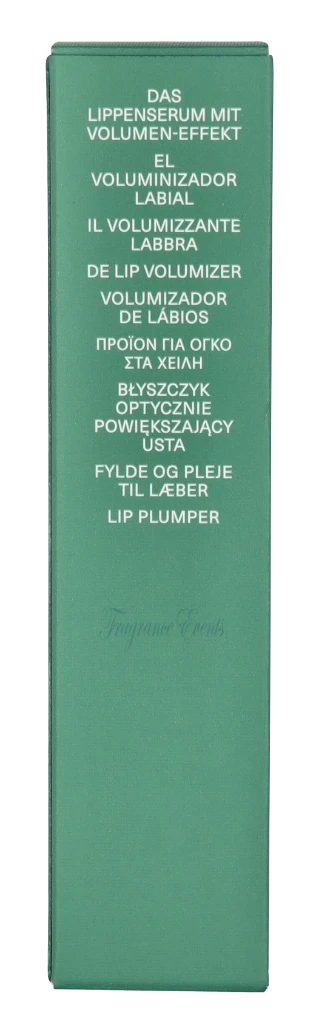 DAS
LIPPENSERUM MIT
VOLUMEN-EFFEKT
EL
VOLUMINIZADOR
LABIAL
IL VOLUMIZZANTE
LABBRA
DE LIP VOLUMIZER
VOLUMIZADOR
DE LÁBIOS
ΠΡΟΪΟΝ ΓΙΑ ΟΓΚΟ
ΣΤΑ ΧΕΙΛΗ
BŁYSZCZYK
OPTYCZNIE
POWIĘKSZAJĄCY
USTA
FYLDE OG PLEJE
TIL LÆBER
LIP PLUMPER
Fragrance Events